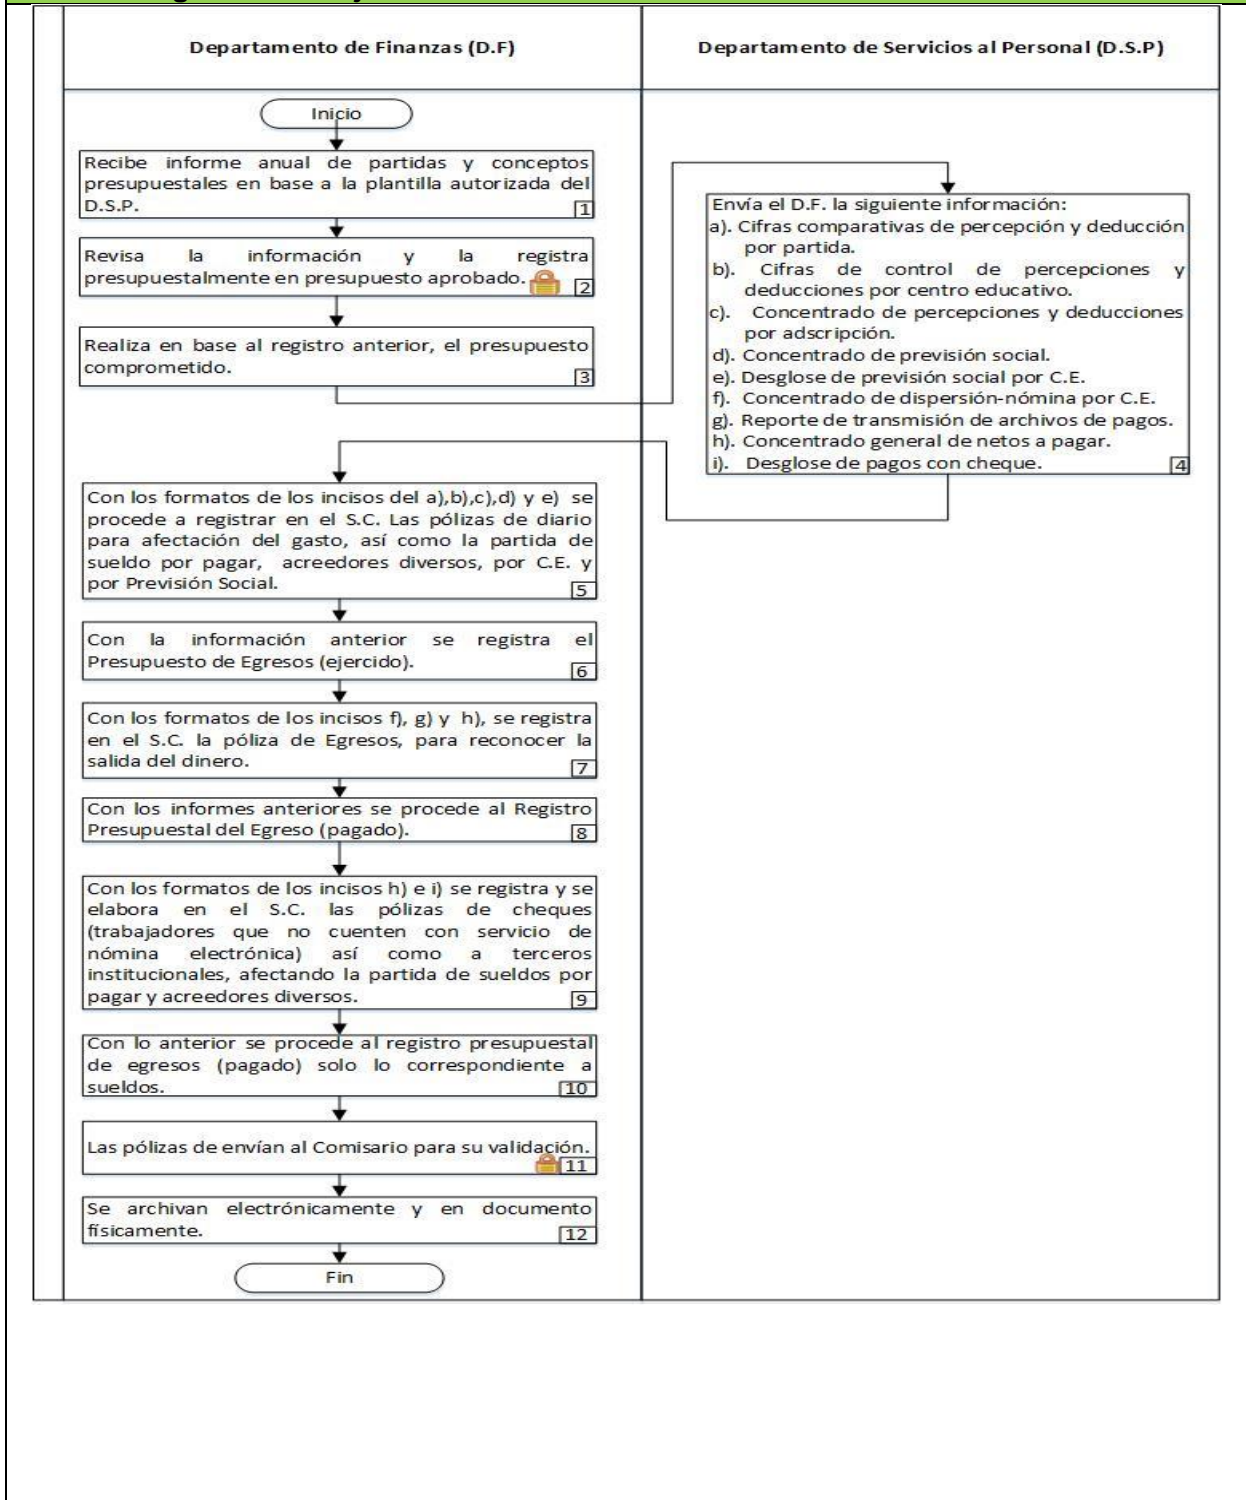 Departamento de Finanzas (D.F)
Departamento de Servicios al Personal (D.S.P)
Inicio
Recibe informe anual de partidas y conceptos
presupuestales en base a la plantilla autorizada del
D.S.P.
1
Revisa la información y la registra
presupuestalmente en presupuesto aprobado.
2
Realiza en base al registro anterior, el presupuesto
comprometido.
3
Envía el D.F. la siguiente información:
a). Cifras comparativas de percepción y deducción
por partida.
b). Cifras de control de percepciones y
deducciones por centro educativo.
c). Concentrado de percepciones y deducciones
por adscripción.
d). Concentrado de previsión social.
e). Desglose de previsión social por C.E.
f). Concentrado de dispersión-nómina por C.E.
g). Reporte de transmisión de archivos de pagos.
h). Concentrado general de netos a pagar.
i). Desglose de pagos con cheque.
4
Con los formatos de los incisos del a),b),c),d) y e) se
procede a registrar en el S.C. Las pólizas de diario
para afectación del gasto, así como la partida de
sueldo por pagar, acreedores diversos, por C.E. y
por Previsión Social.
5
Con la información anterior se registra el
Presupuesto de Egresos (ejercido).
6
Con los formatos de los incisos f), g) y h), se registra
en el S.C. la póliza de Egresos, para reconocer la
salida del dinero.
7
Con los informes anteriores se procede al Registro
Presupuestal del Egreso (pagado).
8
Con los formatos de los incisos h) e i) se registra y se
elabora en el S.C. las pólizas de cheques
(trabajadores que no cuenten con servicio de
nómina electrónica) así como a terceros
institucionales, afectando la partida de sueldos por
pagar y acreedores diversos.
9
Con lo anterior se procede al registro presupuestal
de egresos (pagado) solo lo correspondiente a
sueldos.
10
Las pólizas de envían al Comisario para su validación.
11
Se archivan electrónicamente y en documento
físicamente.
12
Fin